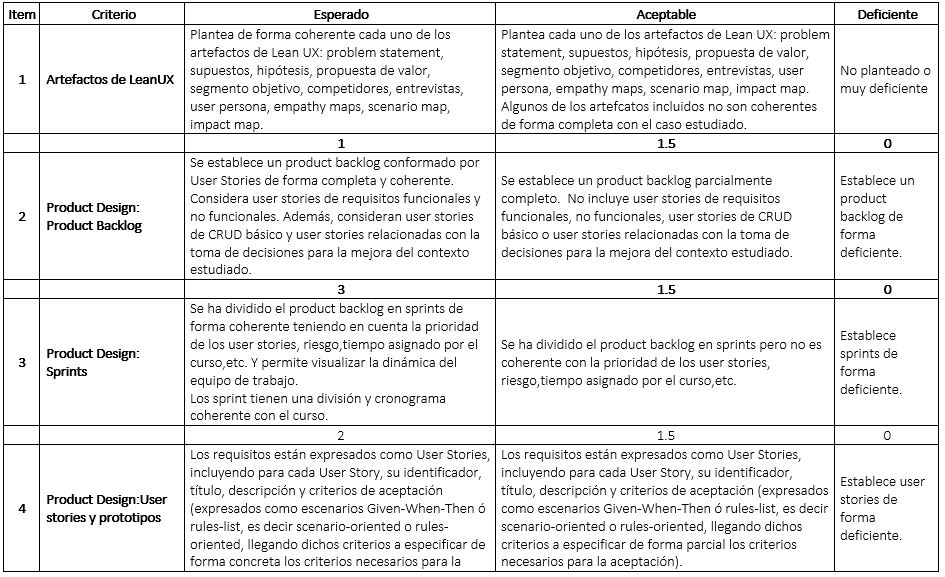 Item Criterio Esperado Aceptable Deficiente
1
Artefactos de LeanUX
Plantea de forma coherente cada uno de los
artefactos de Lean UX: problem statement,
supuestos, hipótesis, propuesta de valor,
segmento objetivo, competidores, entrevistas,
user persona, empathy maps, scenario map,
impact map.
Plantea cada uno de los artefactos de Lean UX: problem
statement, supuestos, hipótesis, propuesta de valor,
segmento objetivo, competidores, entrevistas, user
persona, empathy maps, scenario map, impact map.
Algunos de los artefcatos incluidos no son coherentes
de forma completa con el caso estudiado.
No planteado o
muy deficiente
1 1.5 0
2
Product Design:
Product Backlog
Se establece un product backlog conformado por
User Stories de forma completa y coherente.
Considera user stories de requisitos funcionales y
no funcionales. Además, consideran user stories
de CRUD básico y user stories relacionadas con la
toma de decisiones para la mejora del contexto
estudiado.
Se establece un product backlog parcialmente
completo.  No incluye user stories de requisitos
funcionales, no funcionales, user stories de CRUD
básico o user stories relacionadas con la toma de
decisiones para la mejora del contexto estudiado.
Establece un
product
backlog de
forma
deficiente.
3 1.5 0
3
Product Design:
Sprints
Se ha dividido el product backlog en sprints de
forma coherente teniendo en cuenta la prioridad
de los user stories, riesgo,tiempo asignado por el
curso,etc. Y permite visualizar la dinámica del
equipo de trabajo.
Los sprint tienen una división y cronograma
coherente con el curso.
Se ha dividido el product backlog en sprints pero no es
coherente con la prioridad de los user stories,
riesgo,tiempo asignado por el curso,etc.
Establece
sprints de
forma
deficiente.
2 1.5 0
4
Product Design:User
stories y prototipos
Los requisitos están expresados como User Stories,
incluyendo para cada User Story, su identificador,
título, descripción y criterios de aceptación
(expresados como escenarios Given-When-Then ó
rules-list, es decir scenario-oriented o rules-
oriented, llegando dichos criterios a especificar de
forma concreta los criterios necesarios para la
Los requisitos están expresados como User Stories,
incluyendo para cada User Story, su identificador,
título, descripción y criterios de aceptación (expresados
como escenarios Given-When-Then ó rules-list, es decir
scenario-oriented o rules-oriented, llegando dichos
criterios a especificar de forma parcial los criterios
necesarios para la aceptación).
Establece user
stories de
forma
deficiente.